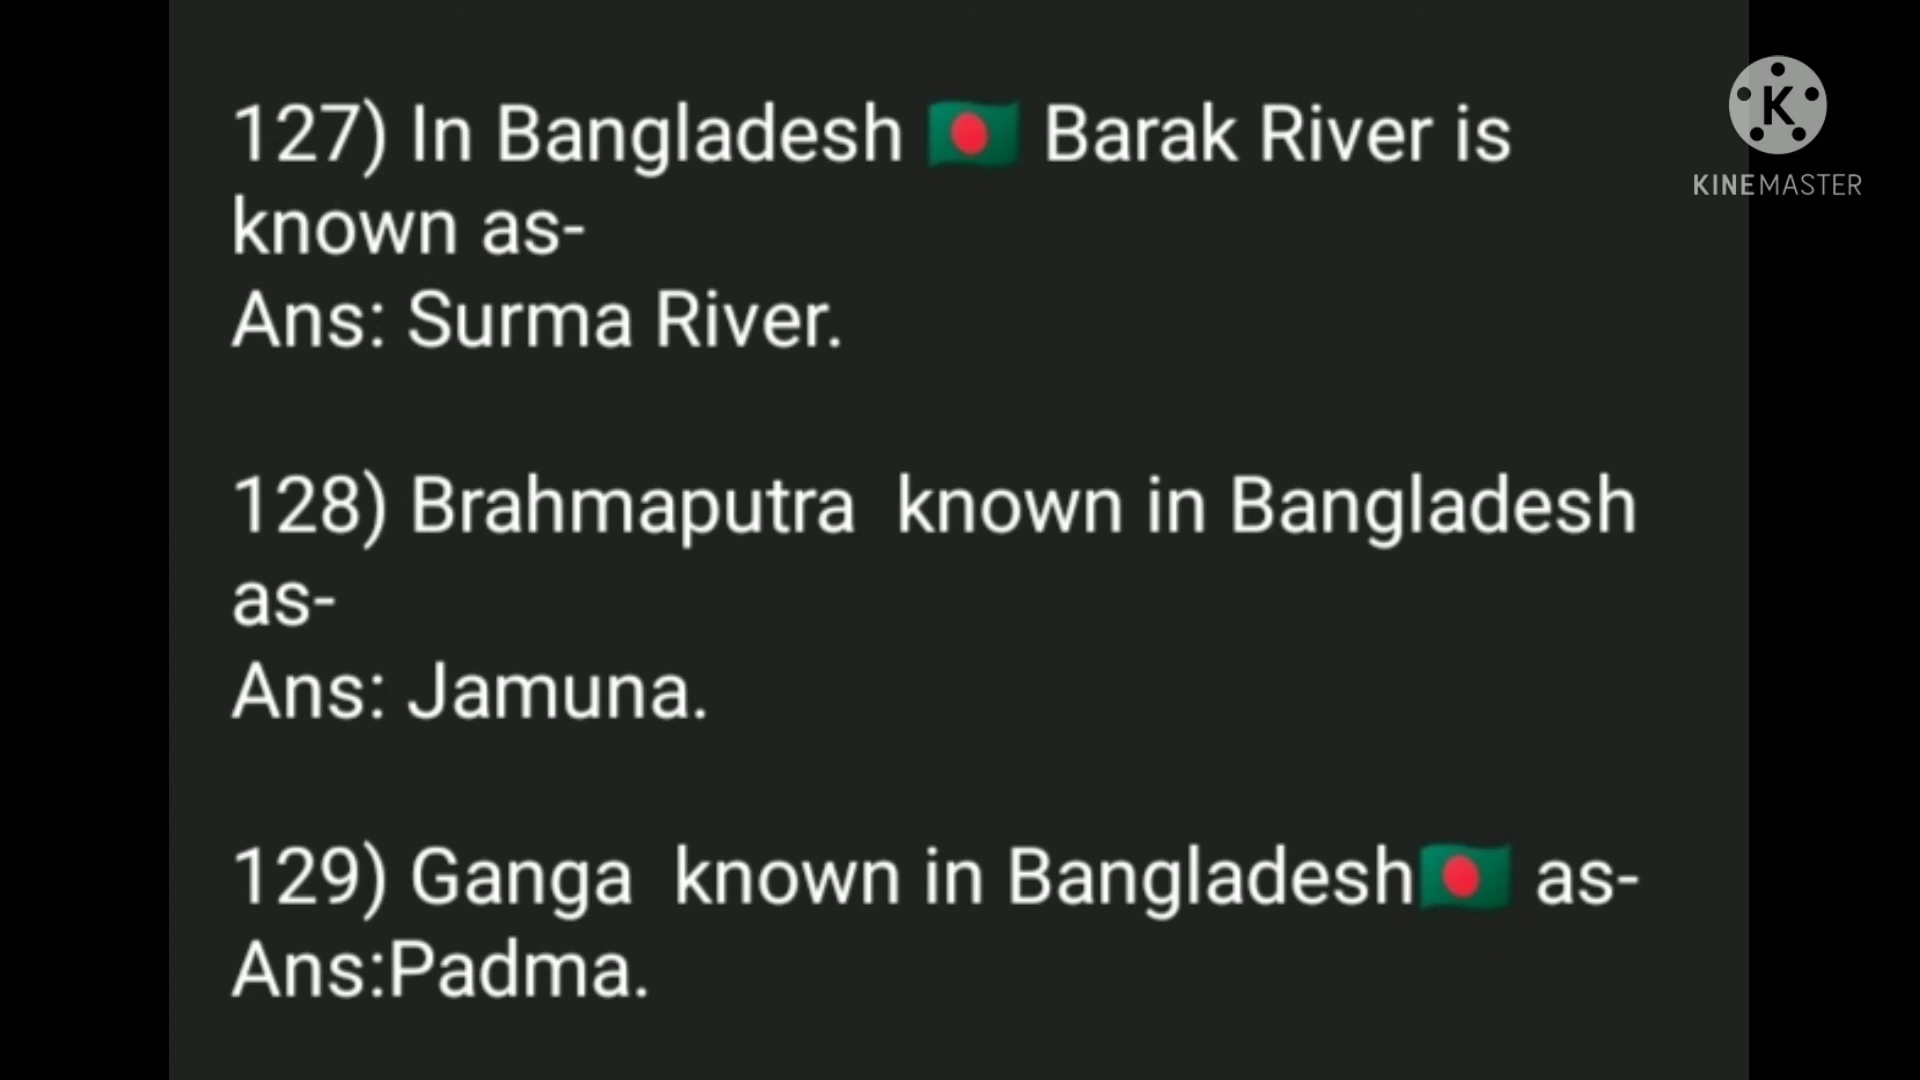 127) In Bangladesh 🇧🇩 Barak River is
known as-
Ans: Surma River.
128) Brahmaputra  known in Bangladesh
as-
Ans: Jamuna.
129) Ganga  known in Bangladesh🇧🇩 as-
Ans:Padma.
K
KINEMASTER